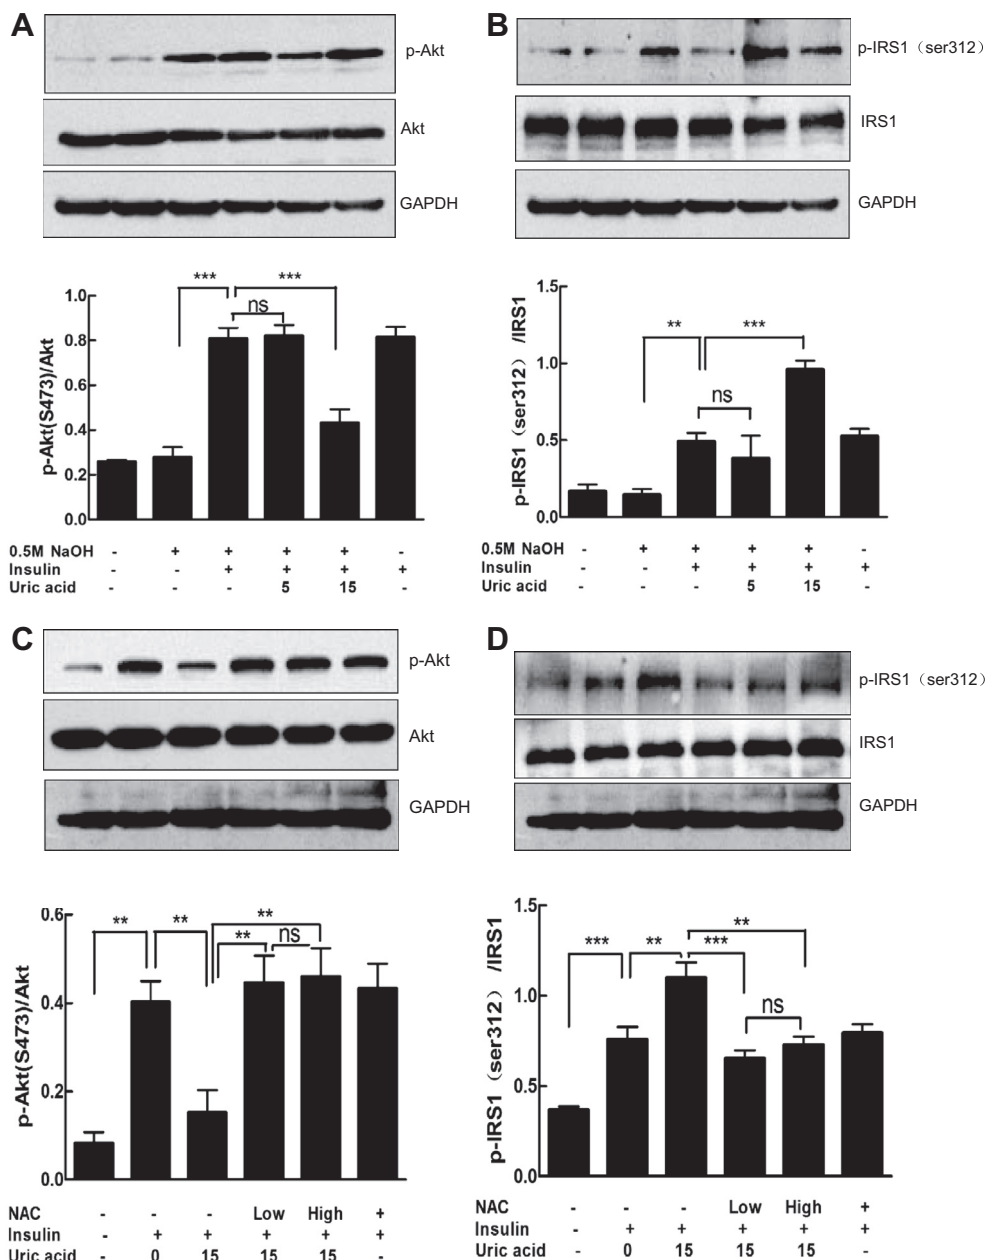 A
p-Akt
Akt
GAPDH
*** ***
ns
1.0
0.8
0.6
0.4
0.2
0.0
p-Akt(S473)/Akt
0.5M NaOH - + + + + -
Insulin - - + + + +
Uric acid - - - 5 15 -
B
p-IRS1（ser312）
IRS1
GAPDH
** ***
ns
1.5
1.0
0.5
0.0
p-IRS1（ser312） /IRS1
0.5M NaOH - + + + + -
Insulin - - + + + +
Uric acid - - - 5 15 -
C
p-Akt
Akt
GAPDH
** ** **
** ns
0.6
0.4
0.2
0.0
p-Akt(S473)/Akt
NAC - - - Low High +
Insulin - + + + + +
Uric acid - 0 15 15 15 -
D
p-IRS1（ser312）
IRS1
GAPDH
**
*** ** ***
ns
1.5
1.0
0.5
0.0
p-IRS1（ser312） /IRS1
NAC - - - Low High +
Insulin - + + + + +
Uric acid - 0 15 15 15 -